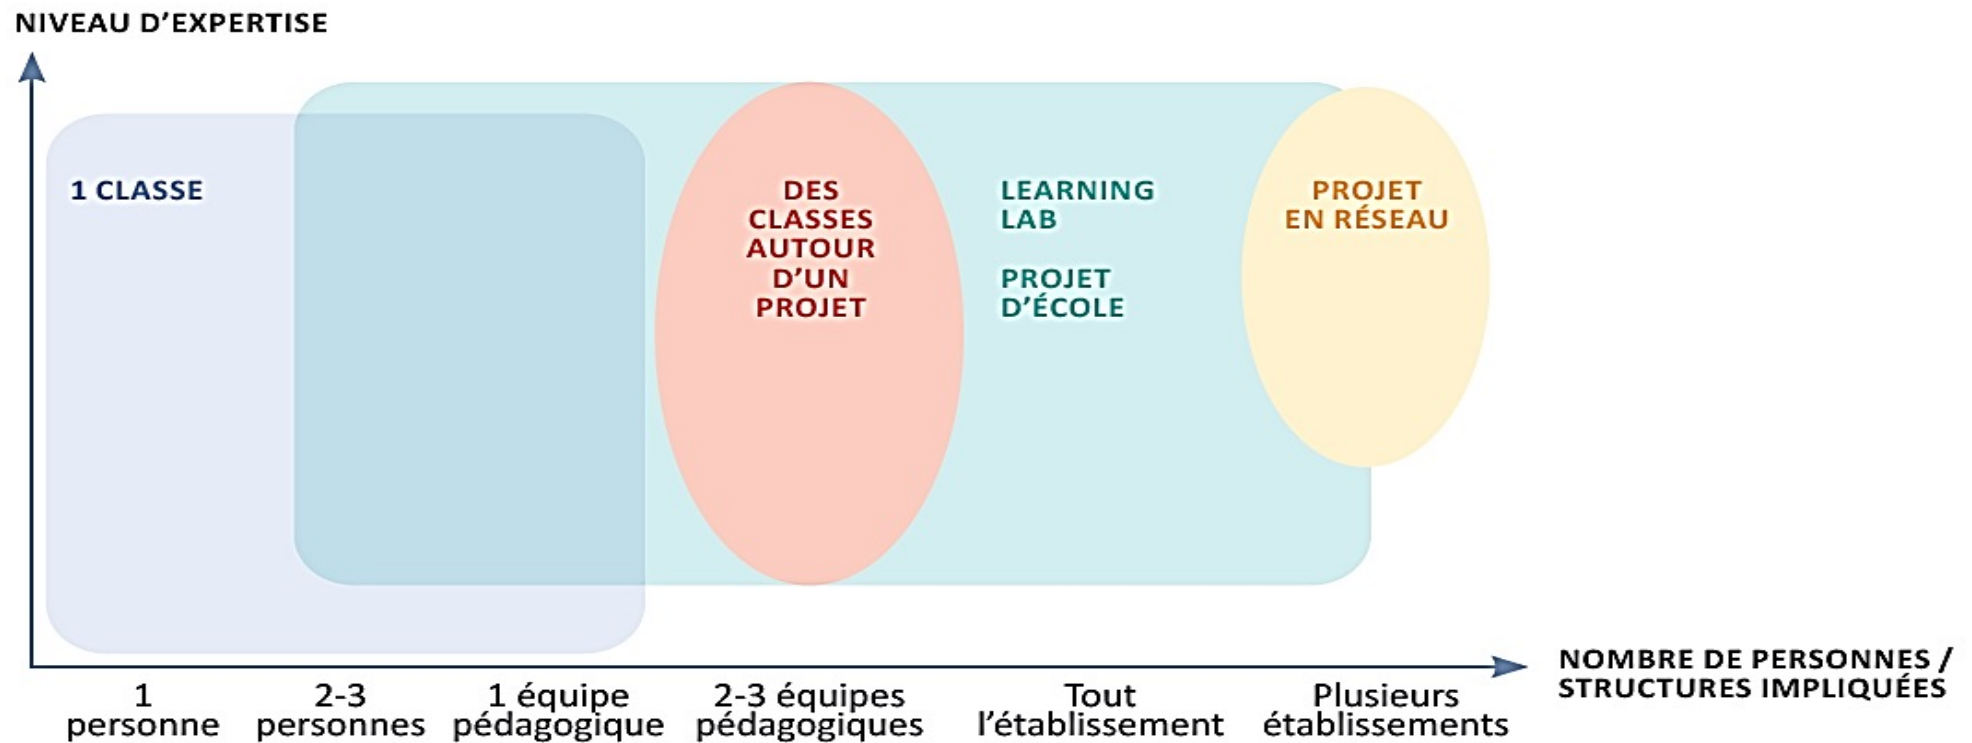 NIVEAU D'EXPERTISE
1 CLASSE
DES
CLASSES
AUTOUR
D'UN
PROJET
LEARNING
LAB
PROJET
D'ÉCOLE
PROJET
EN RÉSEAU
1
personne
2-3
personnes
1 équipe
pédagogique
2-3 équipes
pédagogiques
Tout
l'établissement
Plusieurs
établissements
NOMBRE DE PERSONNES /
STRUCTURES IMPLIQUÉES